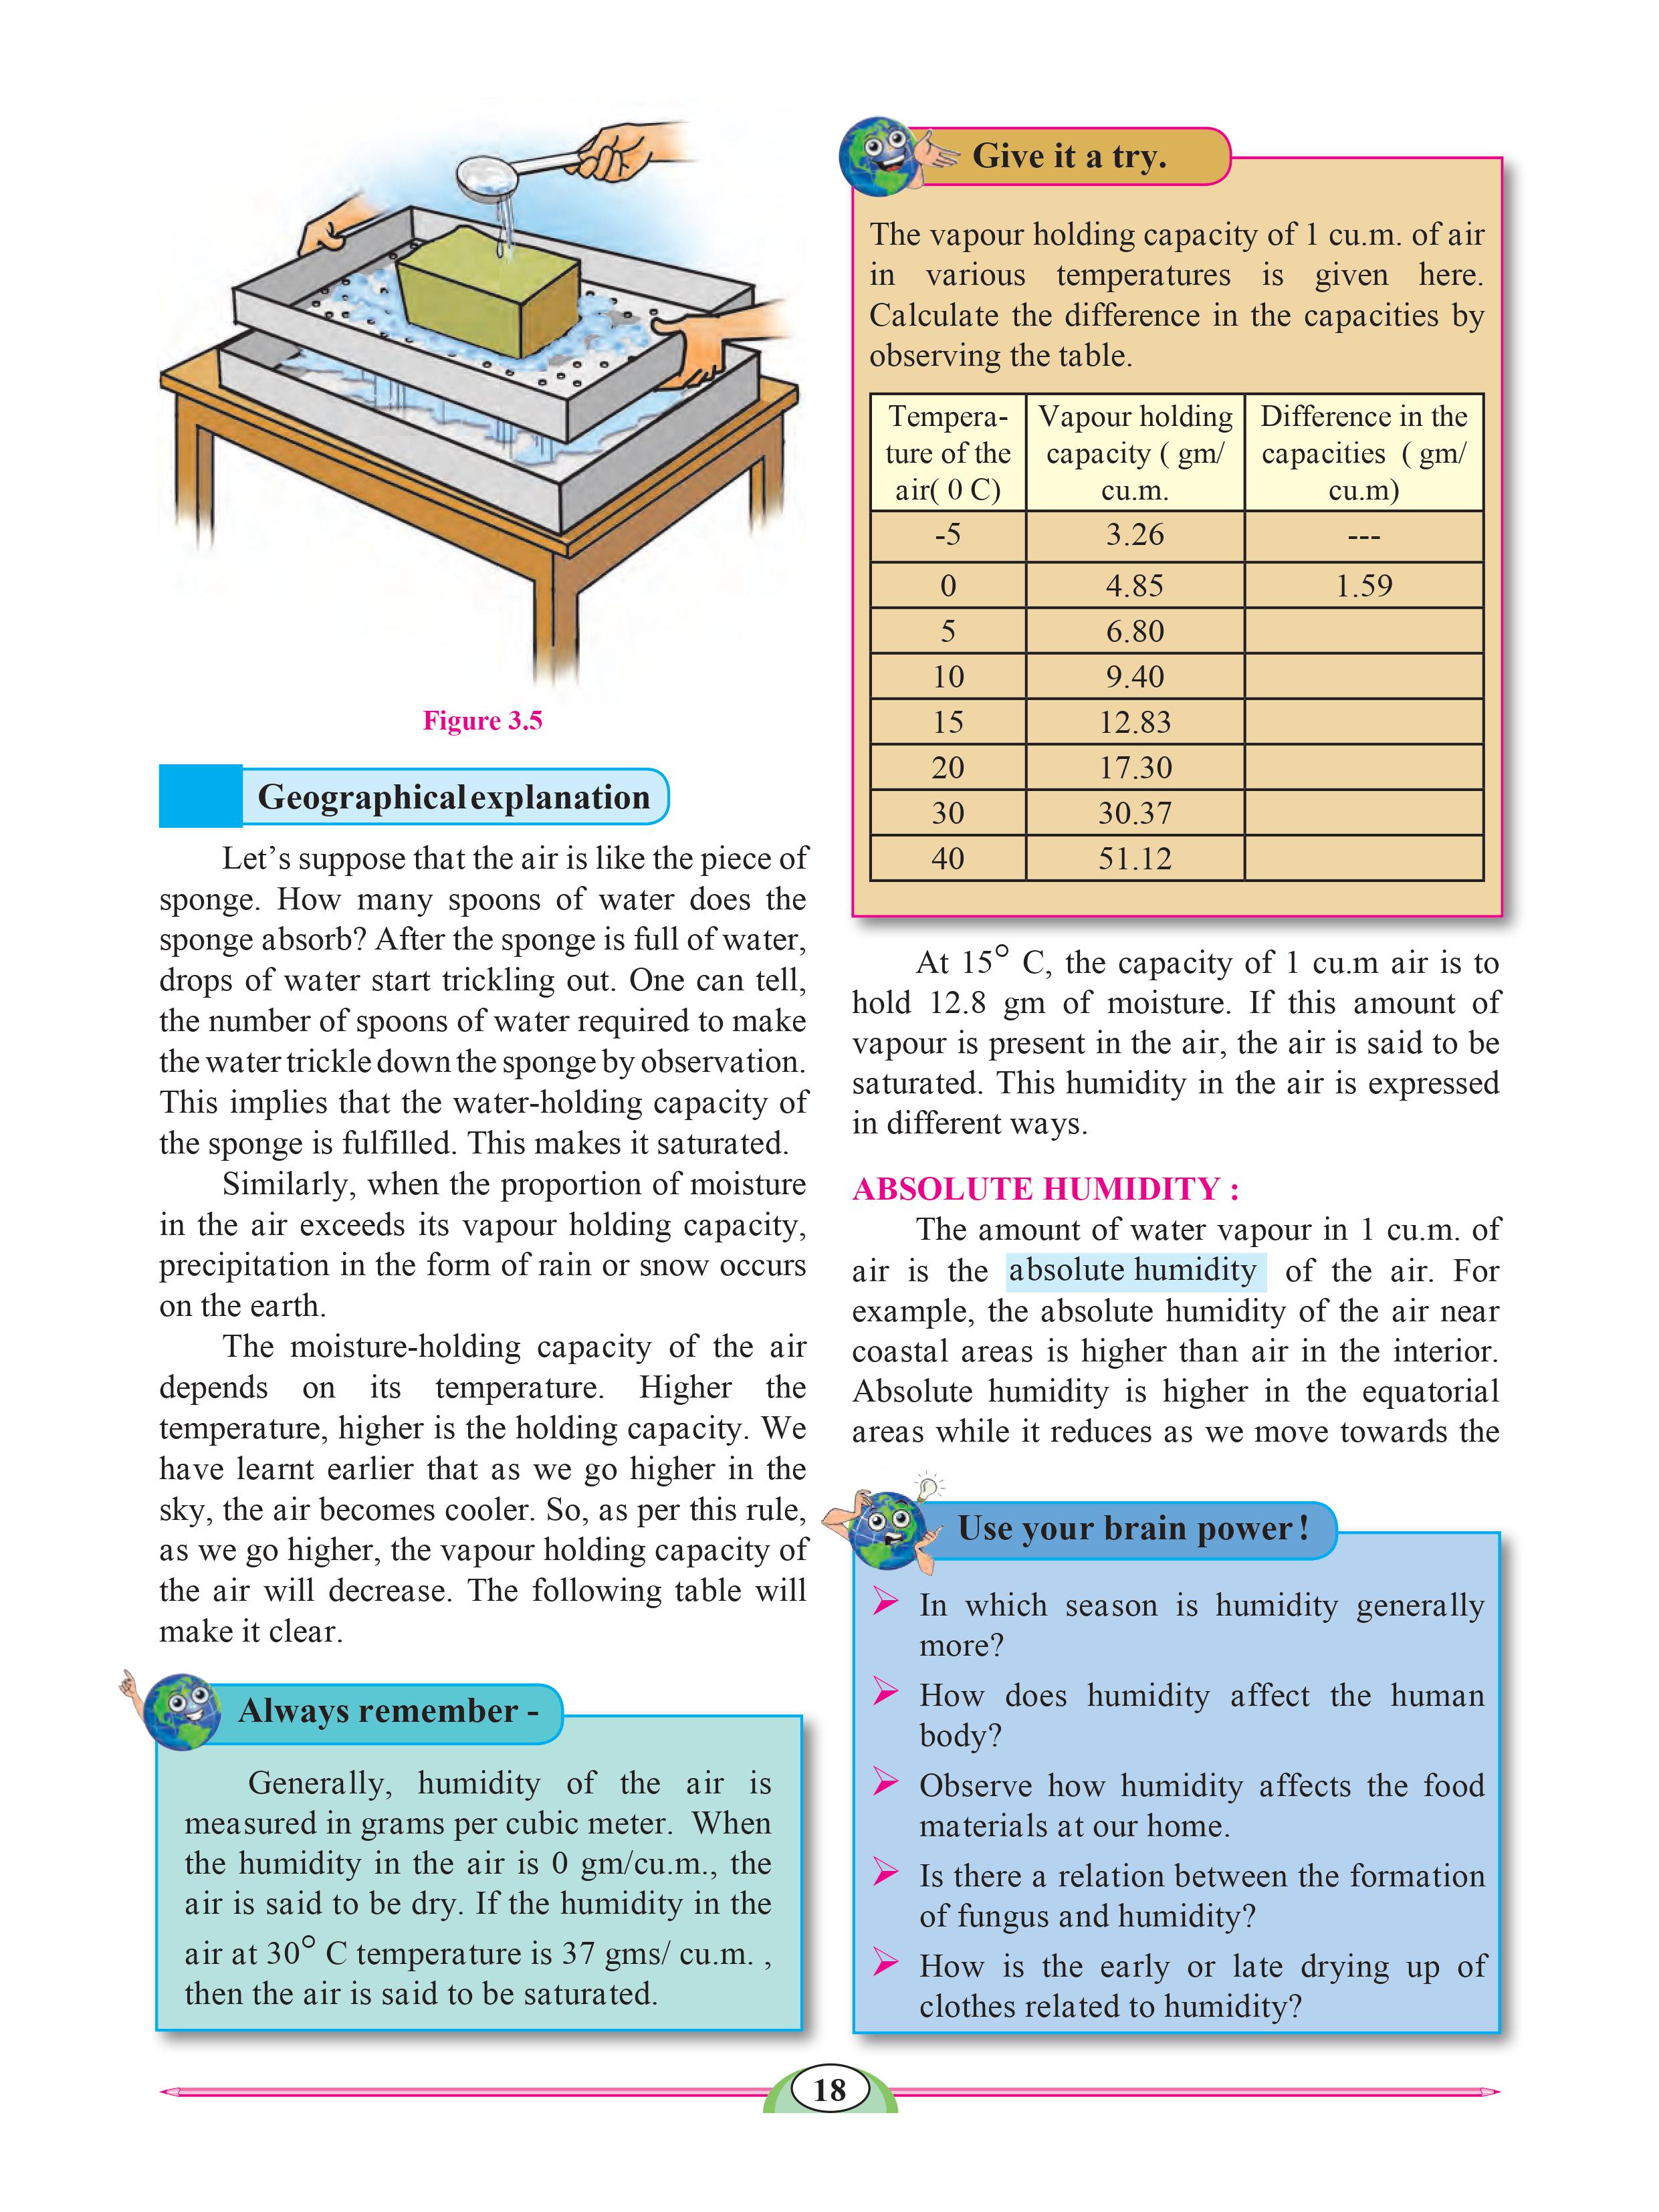 Figure 3.5
Geographical explanation
Let’s suppose that the air is like the piece of
sponge. How many spoons of water does the
sponge absorb? After the sponge is full of water,
drops of water start trickling out. One can tell,
the number of spoons of water required to make
the water trickle down the sponge by observation.
This implies that the water-holding capacity of
the sponge is fulfilled. This makes it saturated.
Similarly, when the proportion of moisture
in the air exceeds its vapour holding capacity,
precipitation in the form of rain or snow occurs
on the earth.
The moisture-holding capacity of the air
depends on its temperature. Higher the
temperature, higher is the holding capacity. We
have learnt earlier that as we go higher in the
sky, the air becomes cooler. So, as per this rule,
as we go higher, the vapour holding capacity of
the air will decrease. The following table will
make it clear.
Always remember -
Generally, humidity of the air is
measured in grams per cubic meter. When
the humidity in the air is 0 gm/cu.m., the
air is said to be dry. If the humidity in the
air at 30° C temperature is 37 gms/ cu.m. ,
then the air is said to be saturated.
Give it a try.
The vapour holding capacity of 1 cu.m. of air
in various temperatures is given here.
Calculate the difference in the capacities by
observing the table.
Tempera- Vapour holding Difference in the
ture of the capacity ( gm/ capacities ( gm/
air( 0 C) cu.m. cu.m)
-5 3.26 ---
0 4.85 1.59
5 6.80
10 9.40
15 12.83
20 17.30
30 30.37
40 51.12
At 15° C, the capacity of 1 cu.m air is to
hold 12.8 gm of moisture. If this amount of
vapour is present in the air, the air is said to be
saturated. This humidity in the air is expressed
in different ways.
ABSOLUTE HUMIDITY :
The amount of water vapour in 1 cu.m. of
air is the absolute humidity of the air. For
example, the absolute humidity of the air near
coastal areas is higher than air in the interior.
Absolute humidity is higher in the equatorial
areas while it reduces as we move towards the
Use your brain power !
➢ In which season is humidity generally
more?
➢ How does humidity affect the human
body?
➢ Observe how humidity affects the food
materials at our home.
➢ Is there a relation between the formation
of fungus and humidity?
➢ How is the early or late drying up of
clothes related to humidity?
18